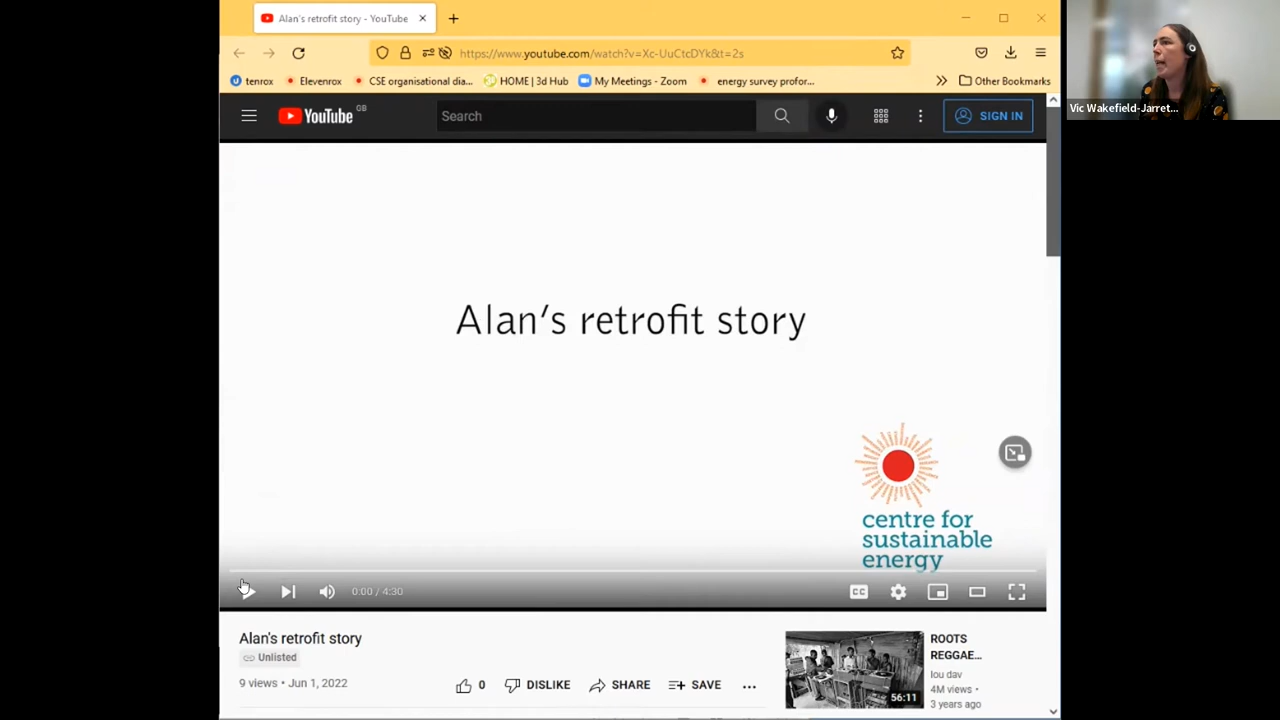 Alan's retrofit story - YouTube
https://www.youtube.com/watch?v=Xc-UuCtcDYk&t=2s
tenrox
Elevenrox
CSE organisational dia...
HOME | 3d Hub
My Meetings - Zoom
energy survey profor...
Other Bookmarks
YouTube GB
Search
SIGN IN
Vic Wakefield-Jarret...
Alan's retrofit story
centre for
sustainable
energy
0:00 / 4:30
CC
Alan's retrofit story
Unlisted
9 views • Jun 1, 2022
0
DISLIKE
SHARE
SAVE
...
56:11
ROOTS
REGGAE...
lou dav
4M views •
3 years ago